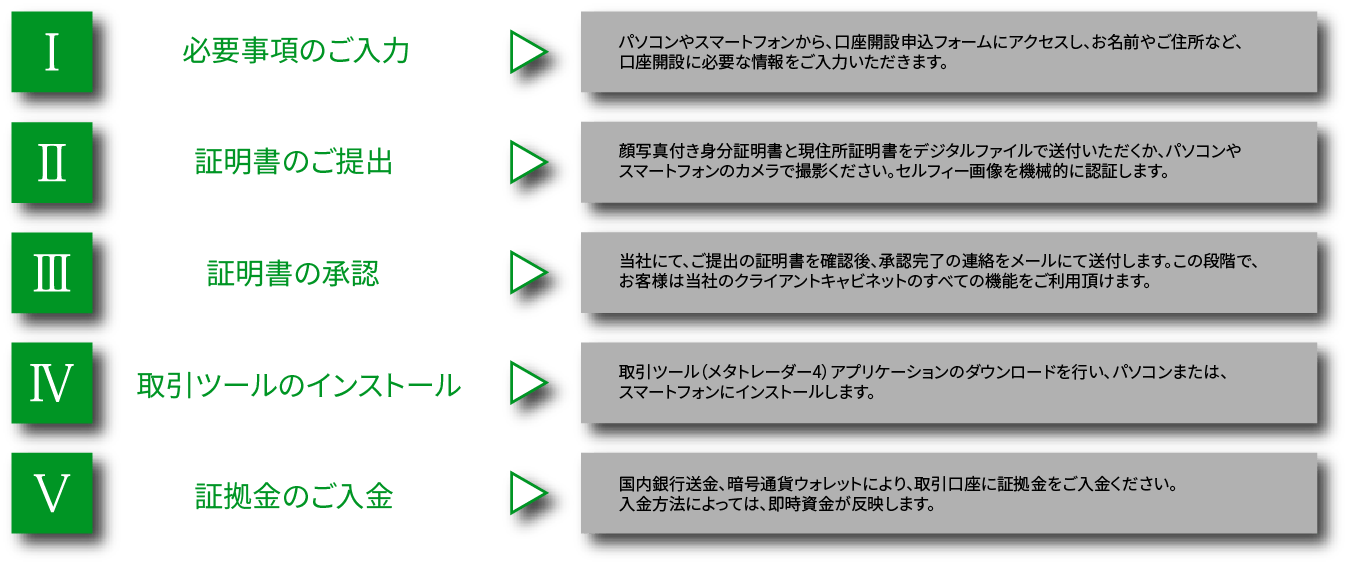 Ⅰ
必要事項のご入力
パソコンやスマートフォンから、口座開設申込フォームにアクセスし、お名前やご住所など、
口座開設に必要な情報をご入力いただきます。
Ⅱ
証明書のご提出
顔写真付き身分証明書と現住所証明書をデジタルファイルで送付いただくか、パソコンや
スマートフォンのカメラで撮影ください。セルフィー画像を機械的に認証します。
Ⅲ
証明書の承認
当社にて、ご提出の証明書を確認後、承認完了の連絡をメールにて送付します。この段階で、
お客様は当社のクライアントキャビネットのすべての機能をご利用頂けます。
Ⅳ
取引ツールのインストール
取引ツール（メタトレーダー4）アプリケーションのダウンロードを行い、パソコンまたは、
スマートフォンにインストールします。
Ⅴ
証拠金のご入金
国内銀行送金、暗号通貨ウォレットにより、取引口座に証拠金をご入金ください。
入金方法によっては、即時資金が反映します。